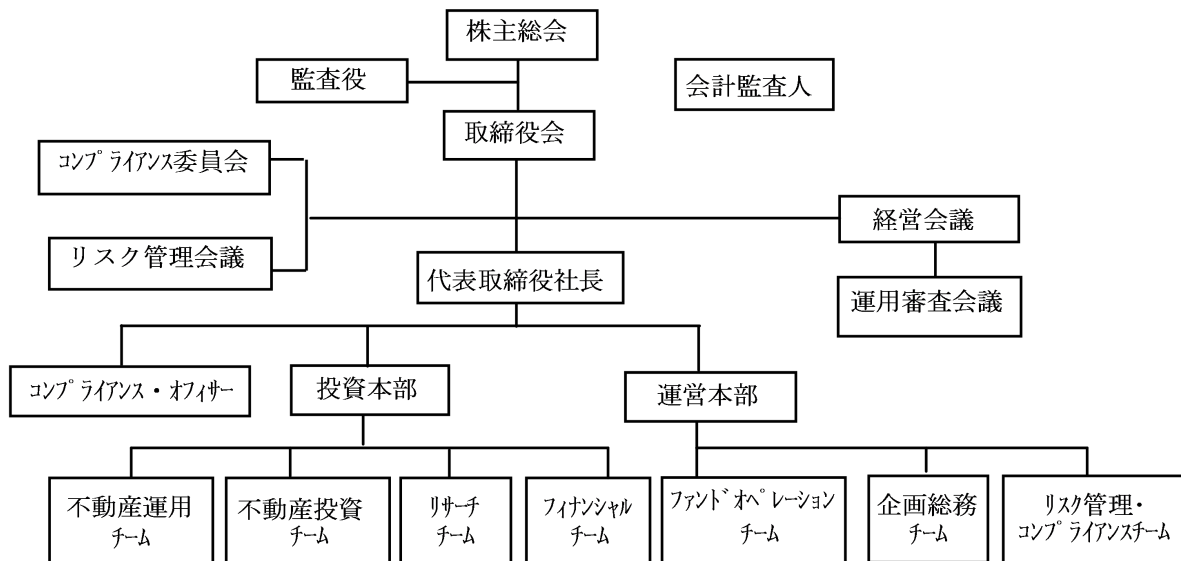 株主総会
監査役
会計監査人
取締役会
コンプライアンス委員会
経営会議
リスク管理会議
代表取締役社長
運用審査会議
コンプライアンス・オフィサー
投資本部
運営本部
不動産運用
チーム
不動産投資
チーム
リサーチ
チーム
フィナンシャル
チーム
ファンドオペレーション
チーム
企画総務
チーム
リスク管理・
コンプライアンスチーム